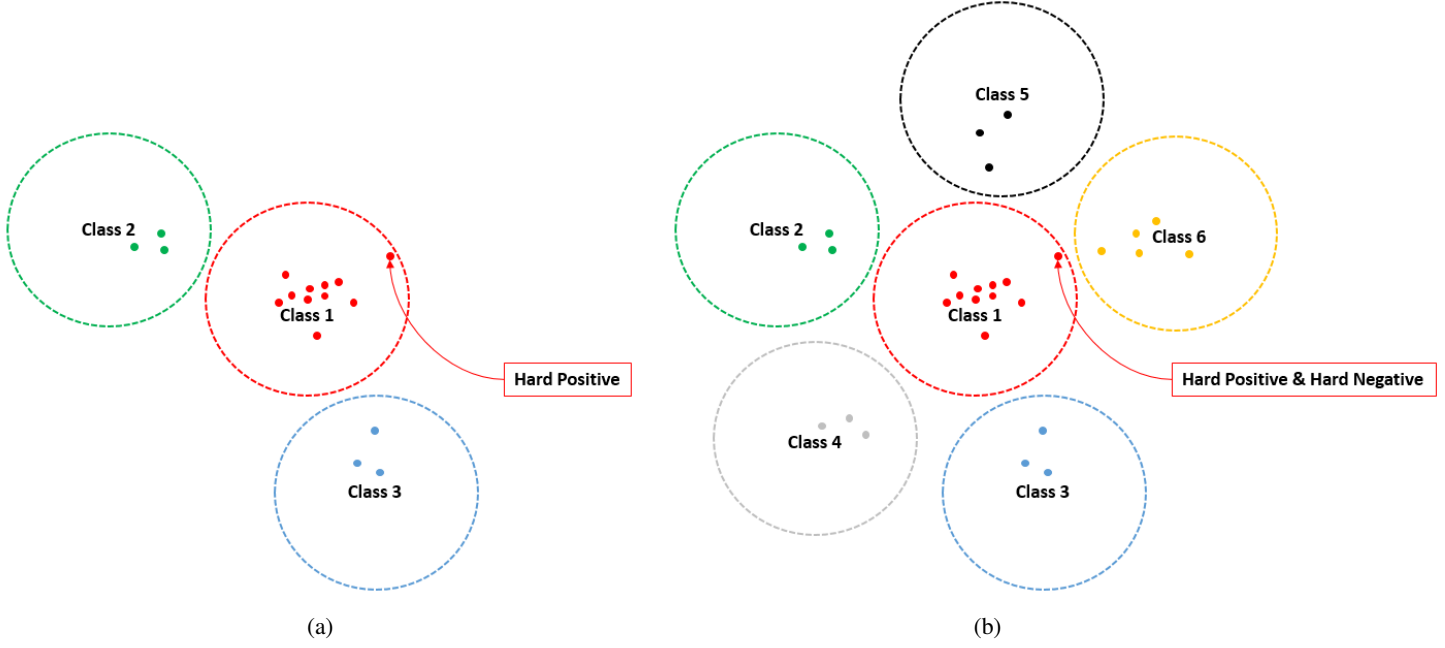 Class 2
Class 1
Hard Positive
Class 3
(a)
Class 5
Class 2
Class 6
Class 1
Hard Positive & Hard Negative
Class 4
Class 3
(b)